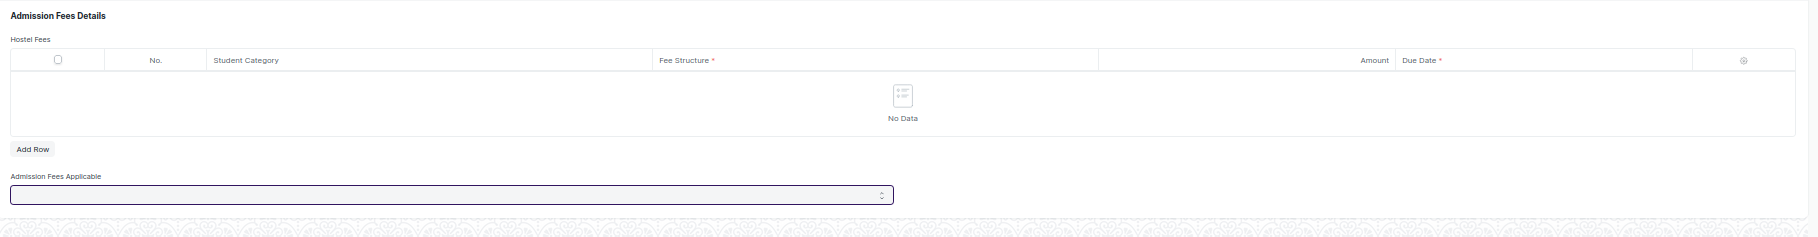 Admission Fees Details
Hostel Fees
No. Student Category Fee Structure * Amount Due Date *
No Data
Add Row
Admission Fees Applicable